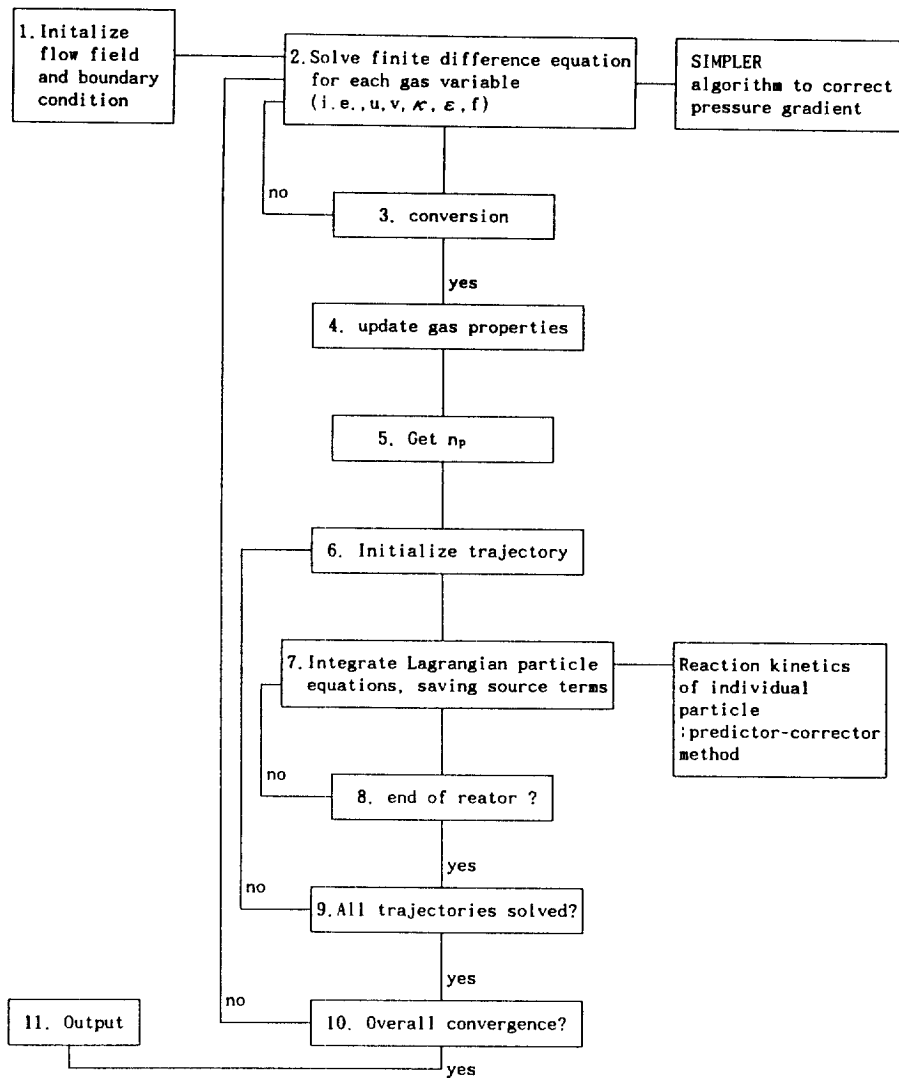 1. Initalize
flow field
and boundary
condition
2. Solve finite difference equation
for each gas variable
(i.e.,u,v,κ,ε,f)
SIMPLER
algorithm to correct
pressure gradient
no
3. conversion
yes
4. update gas properties
5. Get nₚ
6. Initialize trajectory
7. Integrate Lagrangian particle
equations, saving source terms
Reaction kinetics
of individual
particle
:predictor-corrector
method
no
8. end of reator ?
yes
no
9. All trajectories solved?
yes
no
10. Overall convergence?
11. Output
yes